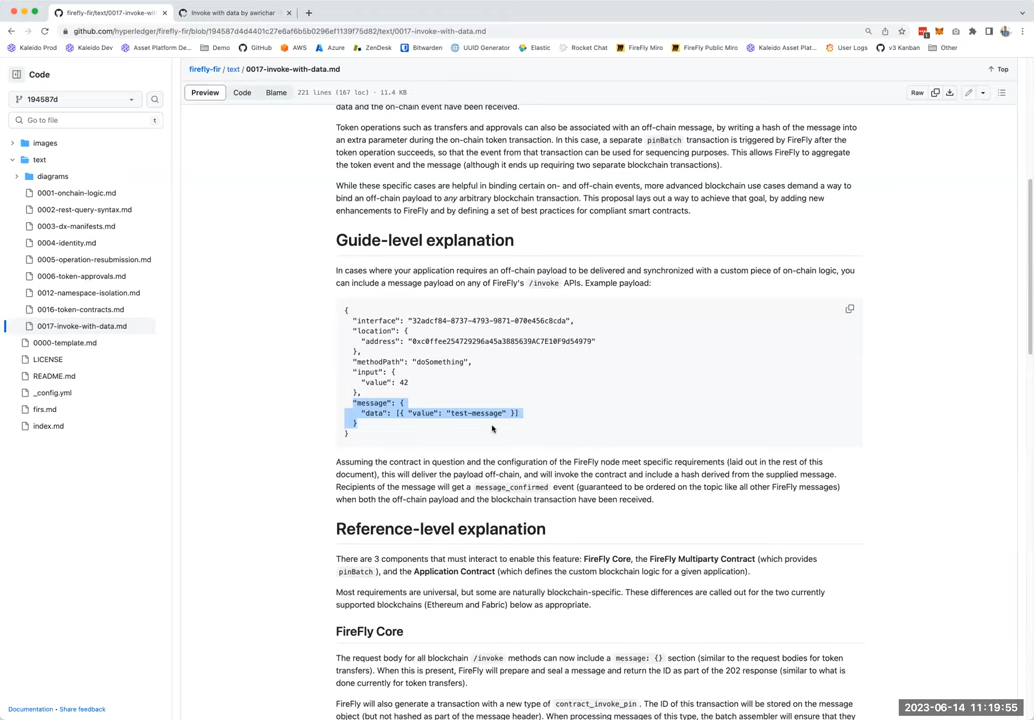 firefly-fir/text/0017-invoke-with-data.md
Invoke with data by awrichar
github.com/hyperledger/firefly-fir/blob/194587d4d4401c27e6af6b5b0296ef1139f75d82/text/0017-invoke-with-data.md
Kaleido Prod
Kaleido Dev
Asset Platform De...
Demo
GitHub
AWS
Azure
ZenDesk
Bitwarden
UUID Generator
Elastic
Rocket Chat
FireFly Miro
FireFly Public Miro
Kaleido Asset Plat...
User Logs
v3 Kanban
Other
Code
194587d
Go to file
t
images
text
diagrams
0001-onchain-logic.md
0002-rest-query-syntax.md
0003-dx-manifests.md
0004-identity.md
0005-operation-resubmission.md
0006-token-approvals.md
0012-namespace-isolation.md
0016-token-contracts.md
0017-invoke-with-data.md
0000-template.md
LICENSE
README.md
_config.yml
firs.md
index.md
Documentation • Share feedback
firefly-fir / text / 0017-invoke-with-data.md
Top
Preview
Code
Blame
221 lines (167 loc) · 11.4 KB
Raw
data and the on-chain event have been received.
Token operations such as transfers and approvals can also be associated with an off-chain message, by writing a hash of the message into
an extra parameter during the on-chain token transaction. In this case, a separate pinBatch transaction is triggered by FireFly after the
token operation succeeds, so that the event from that transaction can be used for sequencing purposes. This allows FireFly to aggregate
the token event and the message (although it ends up requiring two separate blockchain transactions).
While these specific cases are helpful in binding certain on- and off-chain events, more advanced blockchain use cases demand a way to
bind an off-chain payload to any arbitrary blockchain transaction. This proposal lays out a way to achieve that goal, by adding new
enhancements to FireFly and by defining a set of best practices for compliant smart contracts.
Guide-level explanation
In cases where your application requires an off-chain payload to be delivered and synchronized with a custom piece of on-chain logic, you
can include a message payload on any of FireFly's /invoke APIs. Example payload:
{
"interface": "32adcf84-8737-4793-9871-070e456c8cda",
"location": {
"address": "0xc0ffee254729296a45a3885639AC7E10F9d54979"
},
"methodPath": "doSomething",
"input": {
"value": 42
},
"message": {
"data": [{ "value": "test-message" }]
}
}
Assuming the contract in question and the configuration of the FireFly node meet specific requirements (laid out in the rest of this
document), this will deliver the payload off-chain, and will invoke the contract and include a hash derived from the supplied message.
Recipients of the message will get a message_confirmed event (guaranteed to be ordered on the topic like all other FireFly messages)
when both the off-chain payload and the blockchain transaction have been received.
Reference-level explanation
There are 3 components that must interact to enable this feature: FireFly Core, the FireFly Multiparty Contract (which provides
pinBatch ), and the Application Contract (which defines the custom blockchain logic for a given application).
Most requirements are universal, but some are naturally blockchain-specific. These differences are called out for the two currently
supported blockchains (Ethereum and Fabric) below as appropriate.
FireFly Core
The request body for all blockchain /invoke methods can now include a message: {} section (similar to the request bodies for token
transfers). When this is present, FireFly will prepare and seal a message and return the ID as part of the 202 response (similar to what is
done currently for token transfers).
FireFly will also generate a transaction with a new type of contract_invoke_pin . The ID of this transaction will be stored on the message
object (but not hashed as part of the message header). When processing messages of this type, the batch assembler will ensure that they
2023-06-14 11:19:55